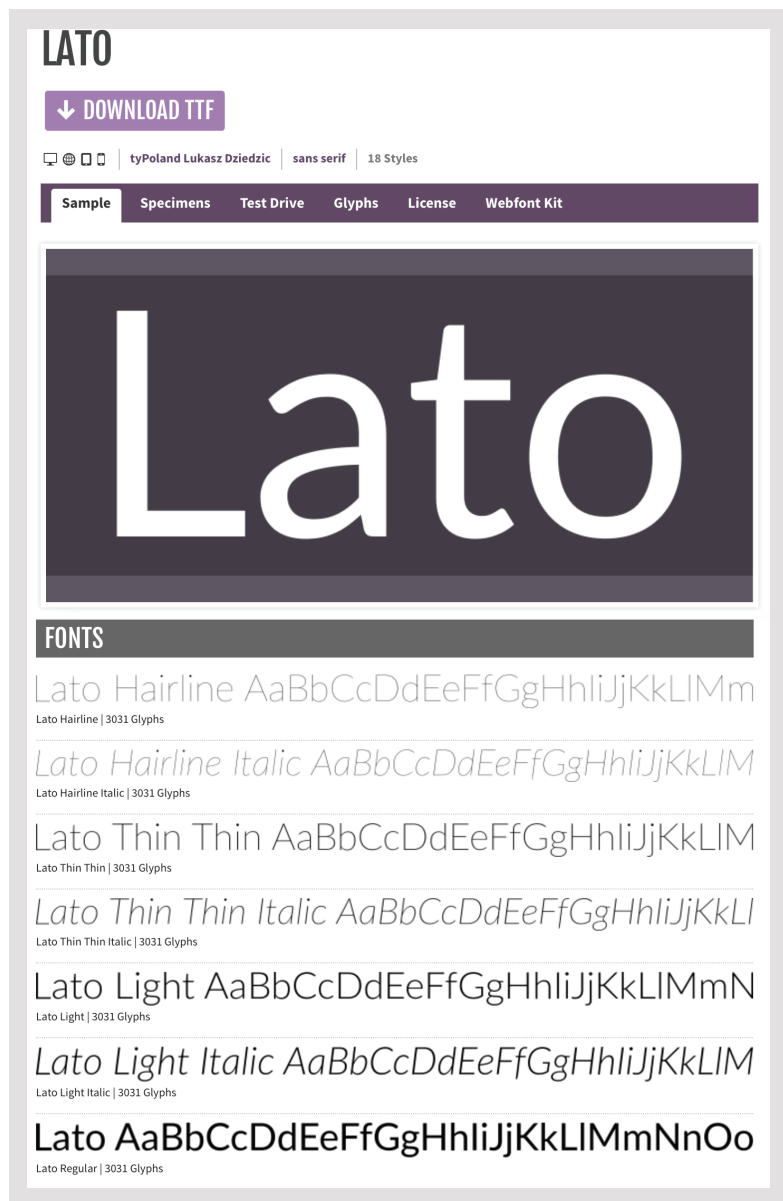 LATO
DOWNLOAD TTF
tyPoland Lukasz Dziedzic sans serif 18 Styles
Sample Specimens Test Drive Glyphs License Webfont Kit
Lato
FONTS
Lato Hairline AaBbCcDdEeFfGgHhIiJjKkLlMm
Lato Hairline | 3031 Glyphs
Lato Hairline Italic AaBbCcDdEeFfGgHhIiJjKkLlM
Lato Hairline Italic | 3031 Glyphs
Lato Thin Thin AaBbCcDdEeFfGgHhIiJjKkLlM
Lato Thin Thin | 3031 Glyphs
Lato Thin Thin Italic AaBbCcDdEeFfGgHhIiJjKkLl
Lato Thin Thin Italic | 3031 Glyphs
Lato Light AaBbCcDdEeFfGgHhIiJjKkLlMmN
Lato Light | 3031 Glyphs
Lato Light Italic AaBbCcDdEeFfGgHhIiJjKkLlM
Lato Light Italic | 3031 Glyphs
Lato AaBbCcDdEeFfGgHhIiJjKkLlMmNnOo
Lato Regular | 3031 Glyphs